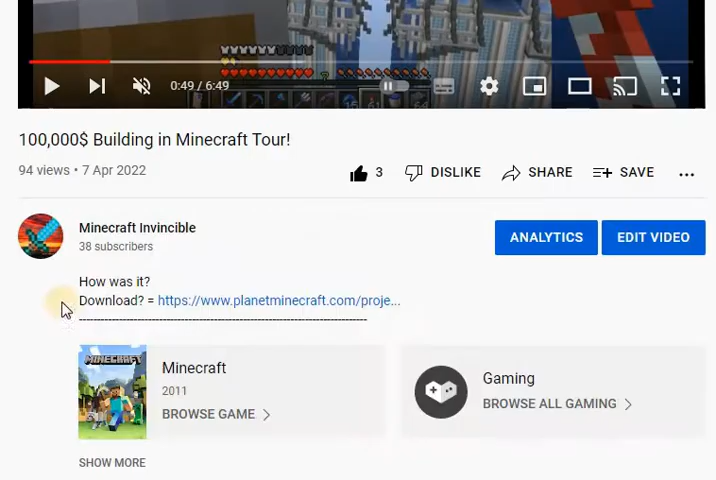 0:49 / 6:49
100,000$ Building in Minecraft Tour!
94 views • 7 Apr 2022
3 DISLIKE SHARE SAVE
Minecraft Invincible
38 subscribers
ANALYTICS
EDIT VIDEO
How was it?
Download? = https://www.planetminecraft.com/proje...
--------------------------------------------------------------------------------
MINECRAFT
Minecraft
2011
BROWSE GAME
Gaming
BROWSE ALL GAMING
SHOW MORE